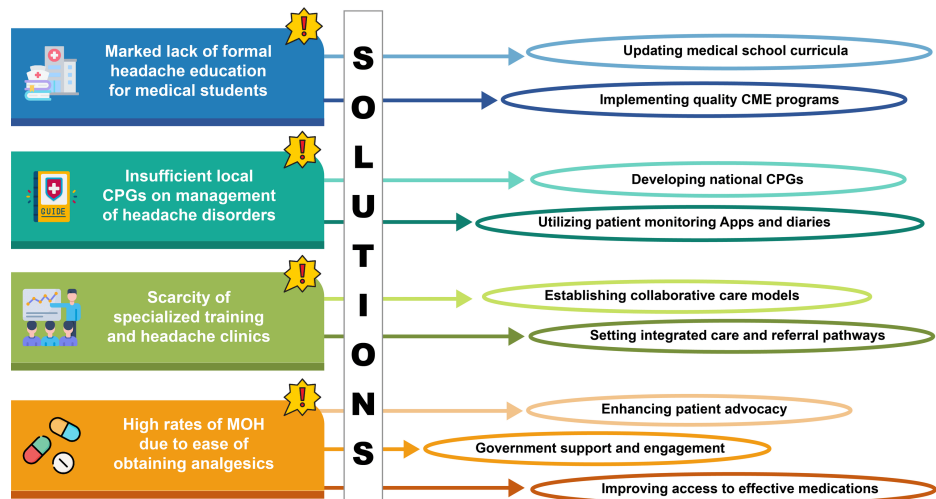 Marked lack of formal
headache education
for medical students
Insufficient local
CPGs on management
of headache disorders
GUIDE
Scarcity of
specialized training
and headache clinics
High rates of MOH
due to ease of
obtaining analgesics
S
O
L
U
T
I
O
N
S
Updating medical school curricula
Implementing quality CME programs
Developing national CPGs
Utilizing patient monitoring Apps and diaries
Establishing collaborative care models
Setting integrated care and referral pathways
Enhancing patient advocacy
Government support and engagement
Improving access to effective medications